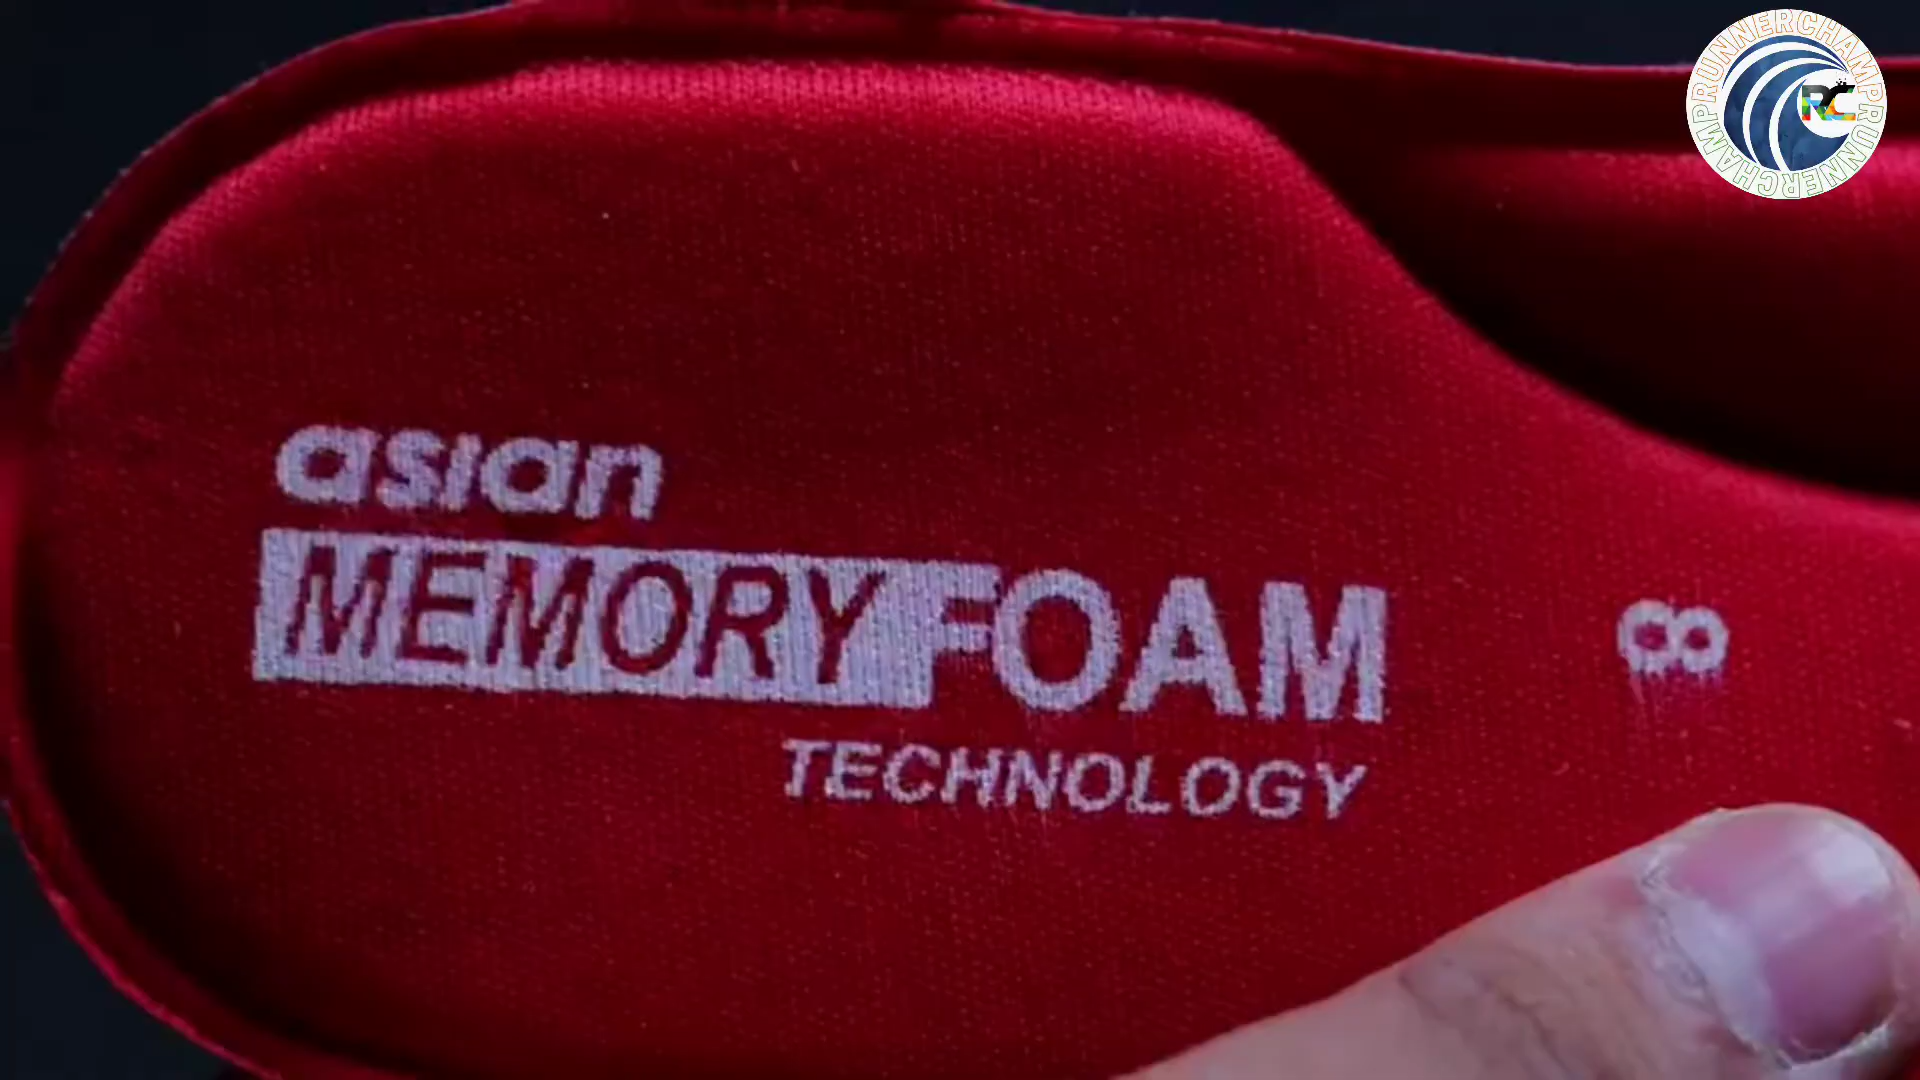 asian
MEMORY FOAM
TECHNOLOGY
8
RUNNERCHAMP RUNNERCHAMP
RC